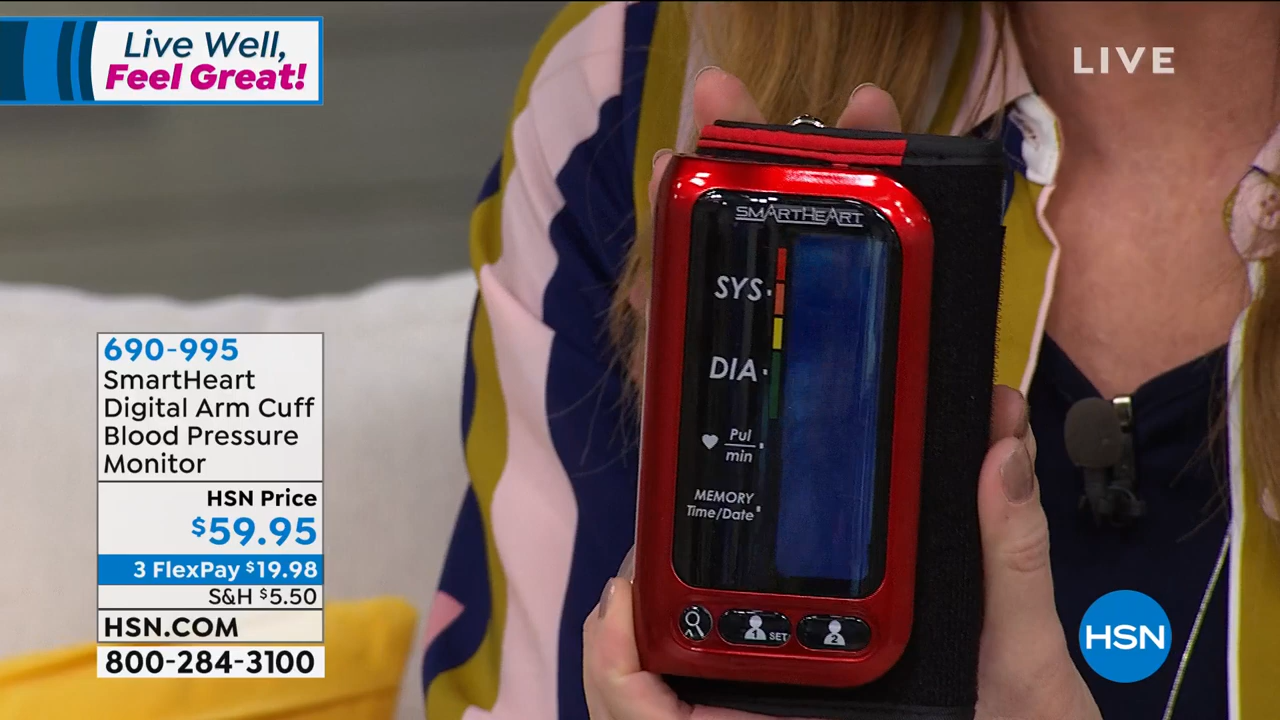 Live Well,
Feel Great!
LIVE
SMARTHEART
SYS
DIA
Pul
min
MEMORY
Time/Date
1 SET
2
690-995
SmartHeart
Digital Arm Cuff
Blood Pressure
Monitor
HSN Price
$59.95
3 FlexPay $19.98
S&H $5.50
HSN.COM
800-284-3100
HSN